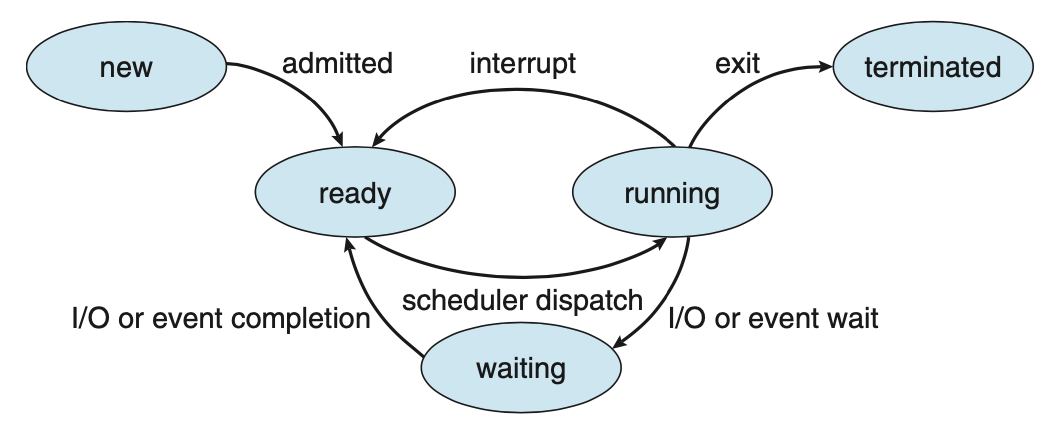 new
admitted
interrupt
exit
terminated
ready
running
scheduler dispatch
I/O or event completion
I/O or event wait
waiting